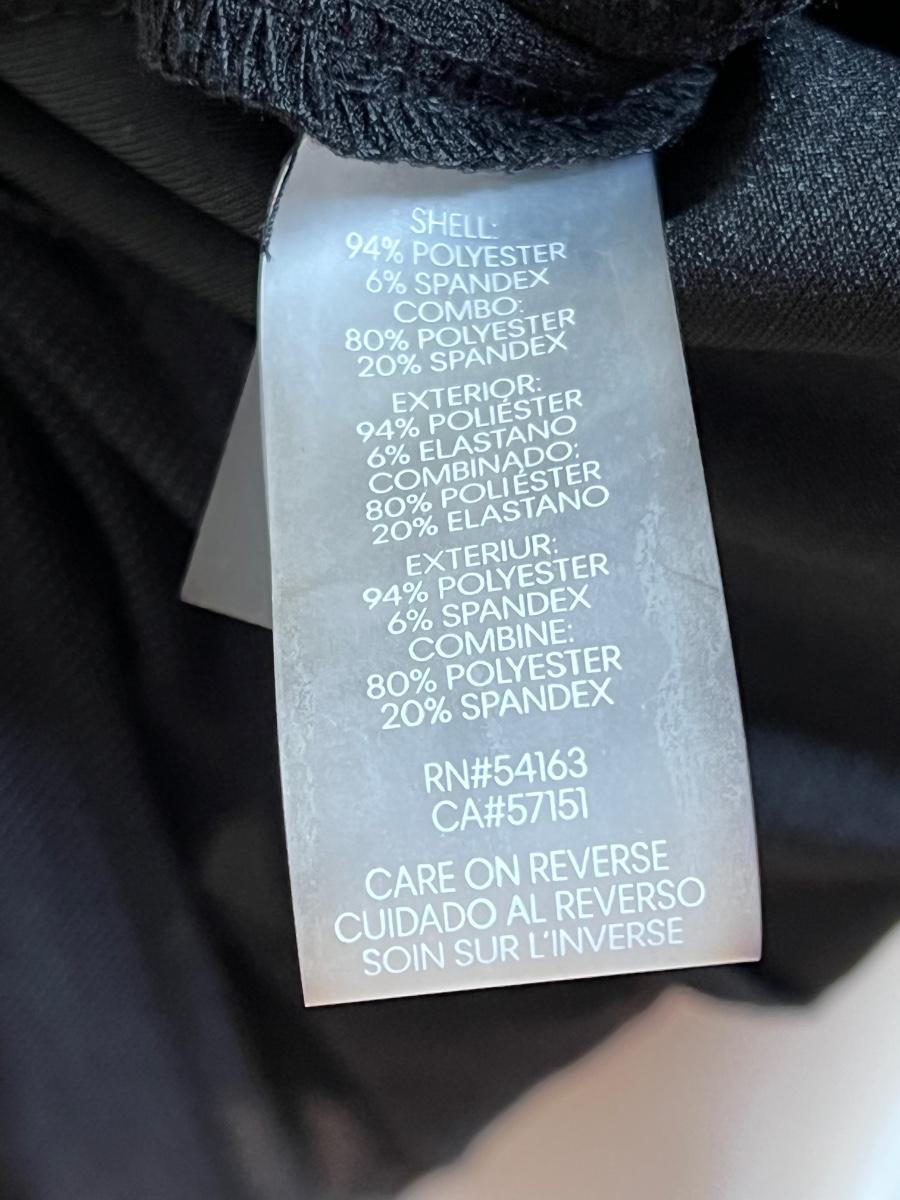 SHELL:
94% POLYESTER
6% SPANDEX
COMBO:
80% POLYESTER
20% SPANDEX
EXTERIOR:
94% POLIÉSTER
6% ELASTANO
COMBINADO:
80% POLIÉSTER
20% ELASTANO
EXTERIUR:
94% POLYESTER
6% SPANDEX
COMBINE:
80% POLYESTER
20% SPANDEX
RN#54163
CA#57151
CARE ON REVERSE
CUIDADO AL REVERSO
SOIN SUR L'INVERSE